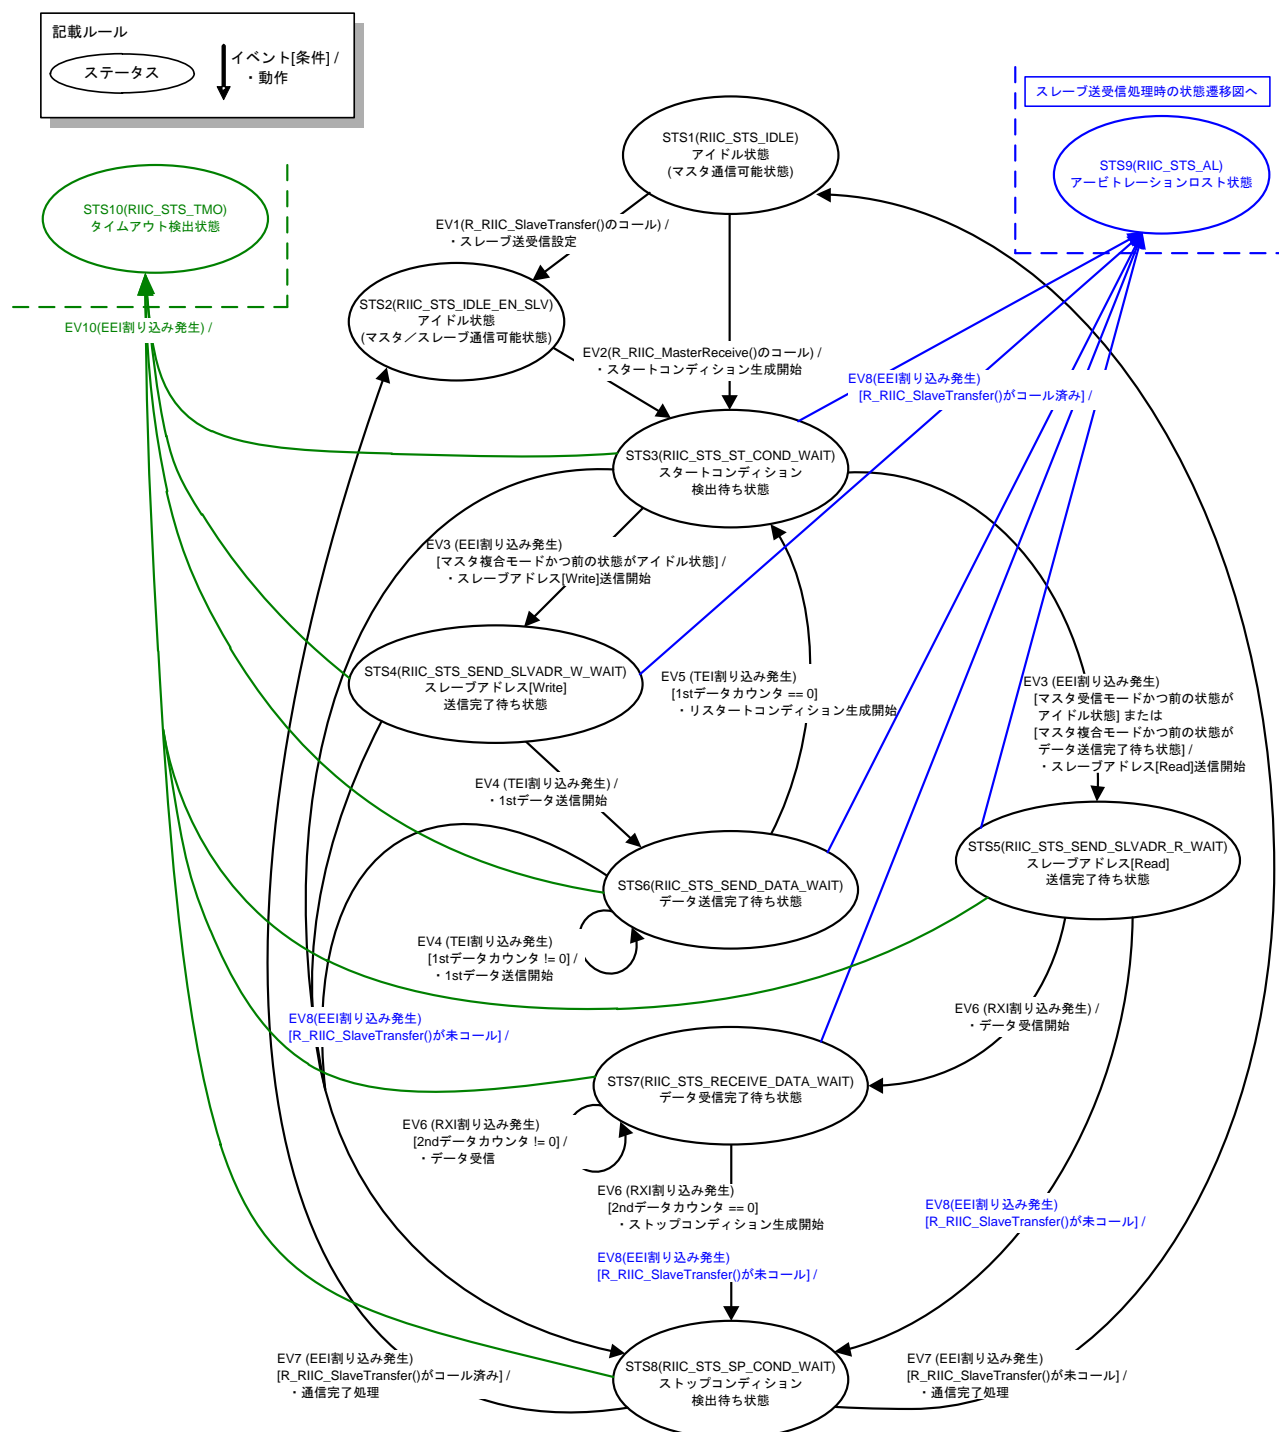 記載ルール
ステータス
イベント[条件] /
・動作
スレーブ送受信処理時の状態遷移図へ
STS1(RIIC_STS_IDLE)
アイドル状態
(マスタ通信可能状態)
STS9(RIIC_STS_AL)
アービトレーションロスト状態
STS10(RIIC_STS_TMO)
タイムアウト検出状態
EV1(R_RIIC_SlaveTransfer()のコール) /
・スレーブ送受信設定
STS2(RIIC_STS_IDLE_EN_SLV)
アイドル状態
(マスタ／スレーブ通信可能状態)
EV10(EEI割り込み発生) /
EV2(R_RIIC_MasterReceive()のコール) /
・スタートコンディション生成開始
EV8(EEI割り込み発生)
[R_RIIC_SlaveTransfer()がコール済み] /
STS3(RIIC_STS_ST_COND_WAIT)
スタートコンディション
検出待ち状態
EV3 (EEI割り込み発生)
[マスタ複合モードかつ前の状態がアイドル状態] /
・スレーブアドレス[Write]送信開始
STS4(RIIC_STS_SEND_SLVADR_W_WAIT)
スレーブアドレス[Write]
送信完了待ち状態
EV5 (TEI割り込み発生)
[1stデータカウンタ == 0]
・リスタートコンディション生成開始
EV3 (EEI割り込み発生)
[マスタ受信モードかつ前の状態が
アイドル状態] または
[マスタ複合モードかつ前の状態が
データ送信完了待ち状態] /
・スレーブアドレス[Read]送信開始
EV4 (TEI割り込み発生) /
・1stデータ送信開始
STS5(RIIC_STS_SEND_SLVADR_R_WAIT)
スレーブアドレス[Read]
送信完了待ち状態
STS6(RIIC_STS_SEND_DATA_WAIT)
データ送信完了待ち状態
EV4 (TEI割り込み発生)
[1stデータカウンタ != 0] /
・1stデータ送信開始
EV8(EEI割り込み発生)
[R_RIIC_SlaveTransfer()が未コール] /
EV6 (RXI割り込み発生) /
・データ受信開始
STS7(RIIC_STS_RECEIVE_DATA_WAIT)
データ受信完了待ち状態
EV6 (RXI割り込み発生)
[2ndデータカウンタ != 0] /
・データ受信
EV6 (RXI割り込み発生)
[2ndデータカウンタ == 0]
・ストップコンディション生成開始
EV8(EEI割り込み発生)
[R_RIIC_SlaveTransfer()が未コール] /
EV8(EEI割り込み発生)
[R_RIIC_SlaveTransfer()が未コール] /
EV7 (EEI割り込み発生)
[R_RIIC_SlaveTransfer()がコール済み] /
・通信完了処理
STS8(RIIC_STS_SP_COND_WAIT)
ストップコンディション
検出待ち状態
EV7 (EEI割り込み発生)
[R_RIIC_SlaveTransfer()が未コール] /
・通信完了処理